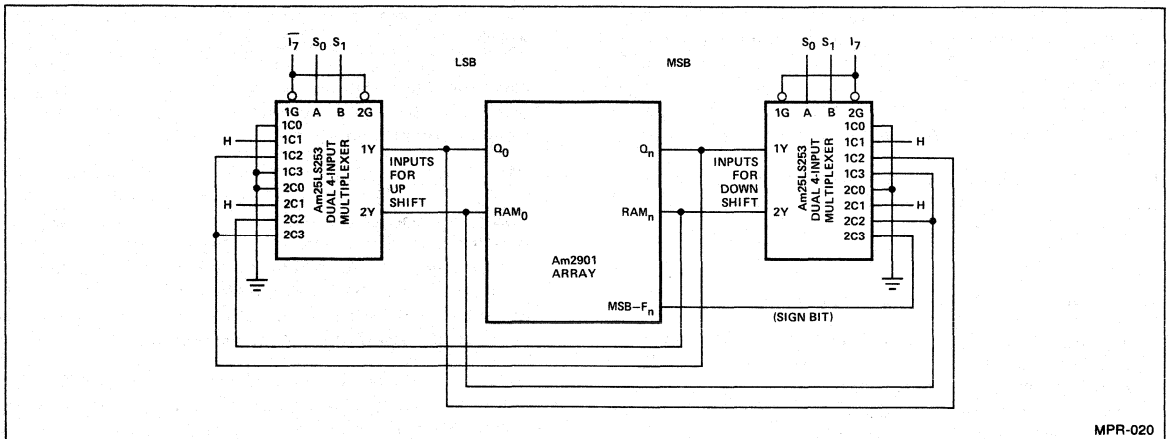 I̅7 S0 S1
LSB
MSB
S0 S1 I7
1G A B 2G
1C0
1C1
1C2
1C3
2C0
2C1
2C2
2C3
H
H
Am25LS253
DUAL 4-INPUT
MULTIPLEXER
1Y
2Y
INPUTS
FOR
UP
SHIFT
Q0
RAM0
Am2901
ARRAY
Qn
RAMn
MSB–Fn
(SIGN BIT)
INPUTS
FOR
DOWN
SHIFT
1G A B 2G
1Y
2Y
Am25LS253
DUAL 4-INPUT
MULTIPLEXER
1C0
1C1
1C2
1C3
2C0
2C1
2C2
2C3
H
H
MPR-020